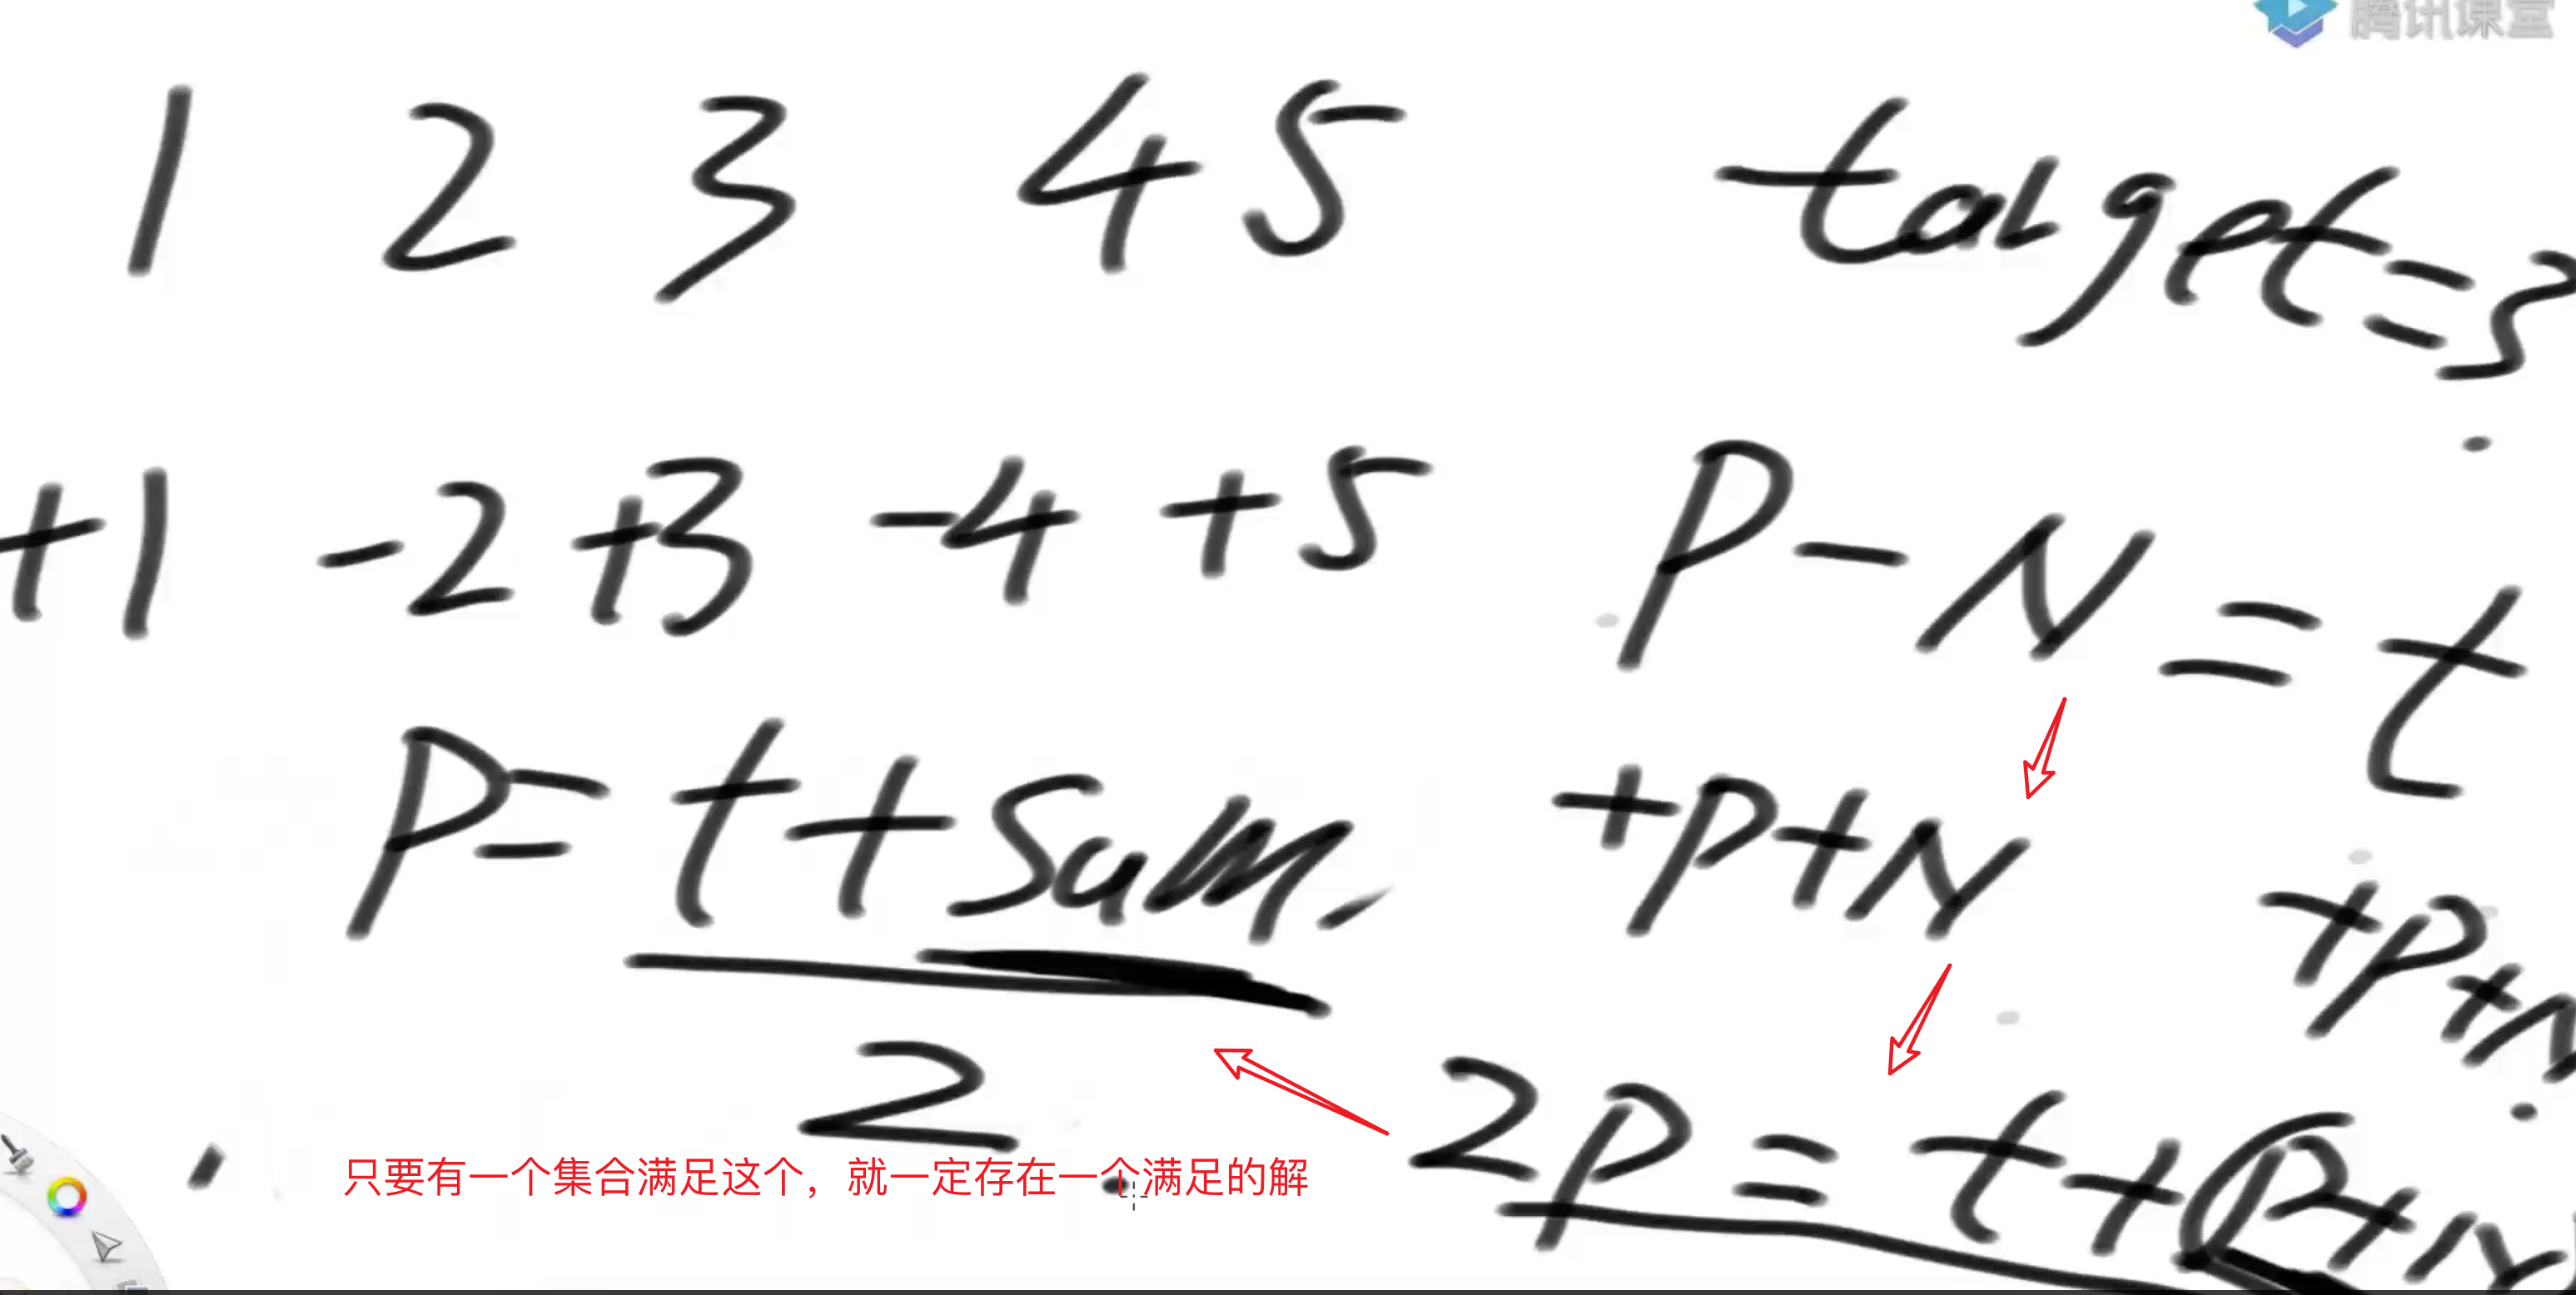 腾讯课堂
1 2 3 4 5 target=3
+1 -2 +3 -4 +5 P-N=t
P=t+sum +P+N +P+N
2
2P=t+(P+N
只要有一个集合满足这个，就一定存在一个满足的解